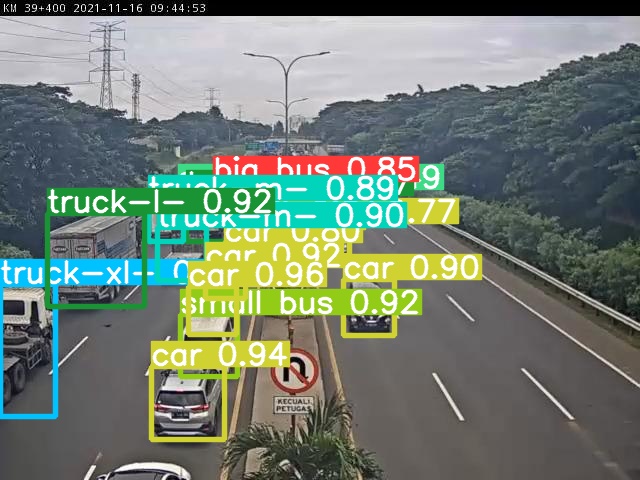 KM 39+400 2021-11-16 09:44:53
big bus 0.85
truck-m- 0.89
truck-l- 0.92
truck-m- 0.90
.77
car 0.80
car 0.92
truck-xl-
car 0.96
car 0.90
small bus 0.92
car 0.94
KECUALI
PETUGAS